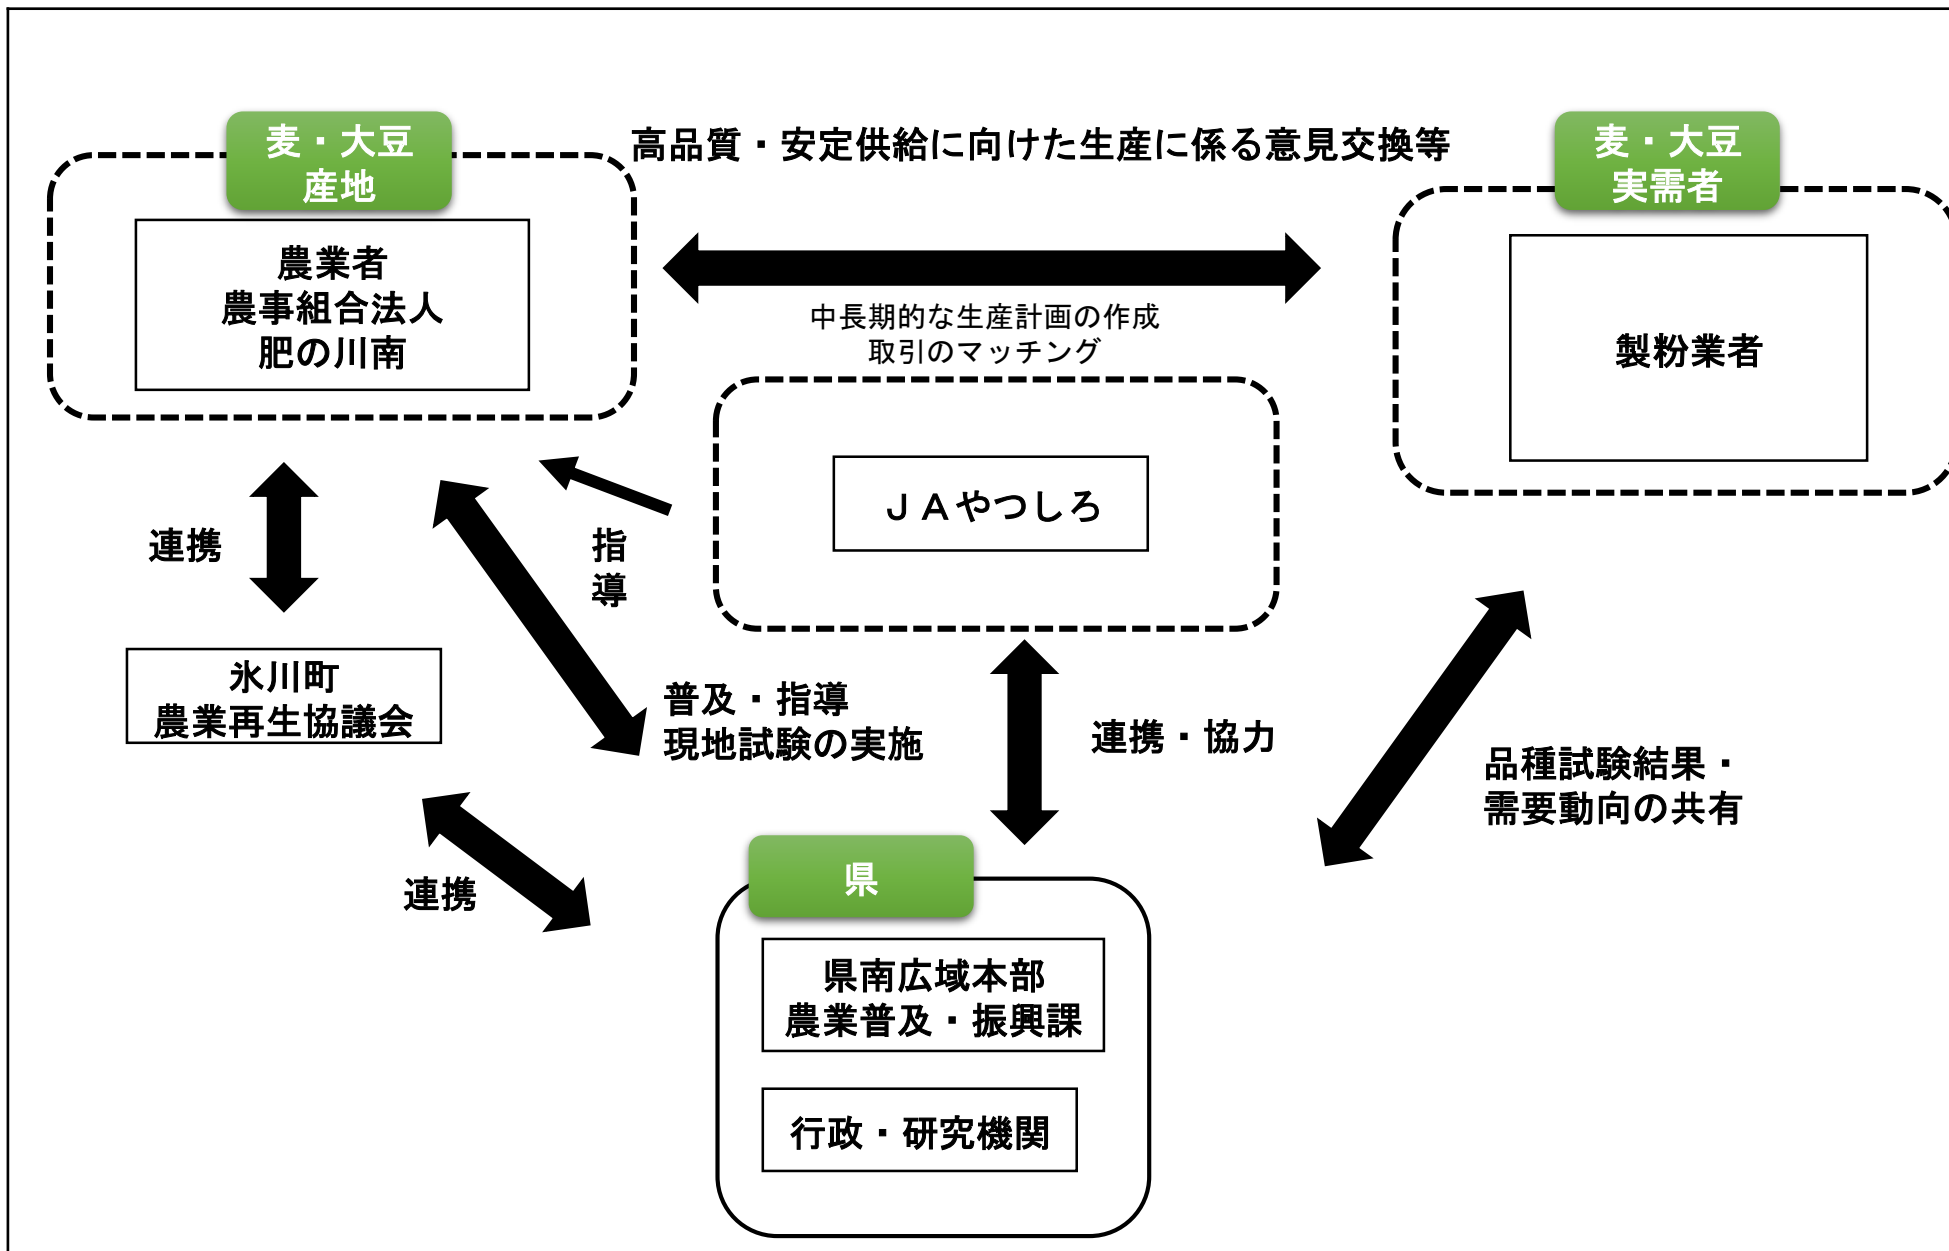 麦・大豆
産地
高品質・安定供給に向けた生産に係る意見交換等
麦・大豆
実需者
農業者
農事組合法人
肥の川南
中長期的な生産計画の作成
取引のマッチング
製粉業者
ＪＡやつしろ
連携
指
導
氷川町
農業再生協議会
普及・指導
現地試験の実施
連携・協力
品種試験結果・
需要動向の共有
連携
県
県南広域本部
農業普及・振興課
行政・研究機関